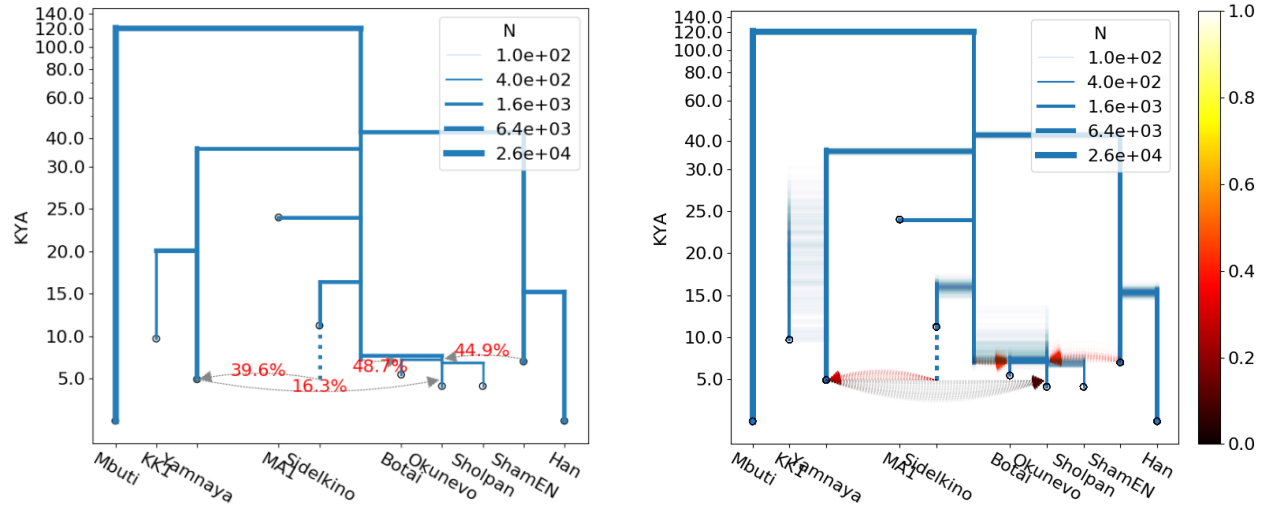 N
1.0e+02
4.0e+02
1.6e+03
6.4e+03
2.6e+04
140.0
120.0
100.0
80.0
60.0
40.0
30.0
25.0
20.0
15.0
10.0
5.0
KYA
39.6%
16.3%
48.7%
44.9%
Mbuti
KK1
Yamnaya
MA1
Sidelkino
Botai
Okunevo
Sholpan
ShamEN
Han
N
1.0e+02
4.0e+02
1.6e+03
6.4e+03
2.6e+04
140.0
120.0
100.0
80.0
60.0
40.0
30.0
25.0
20.0
15.0
10.0
5.0
KYA
Mbuti
KK1
Yamnaya
MA1
Sidelkino
Botai
Okunevo
Sholpan
ShamEN
Han
1.0
0.8
0.6
0.4
0.2
0.0